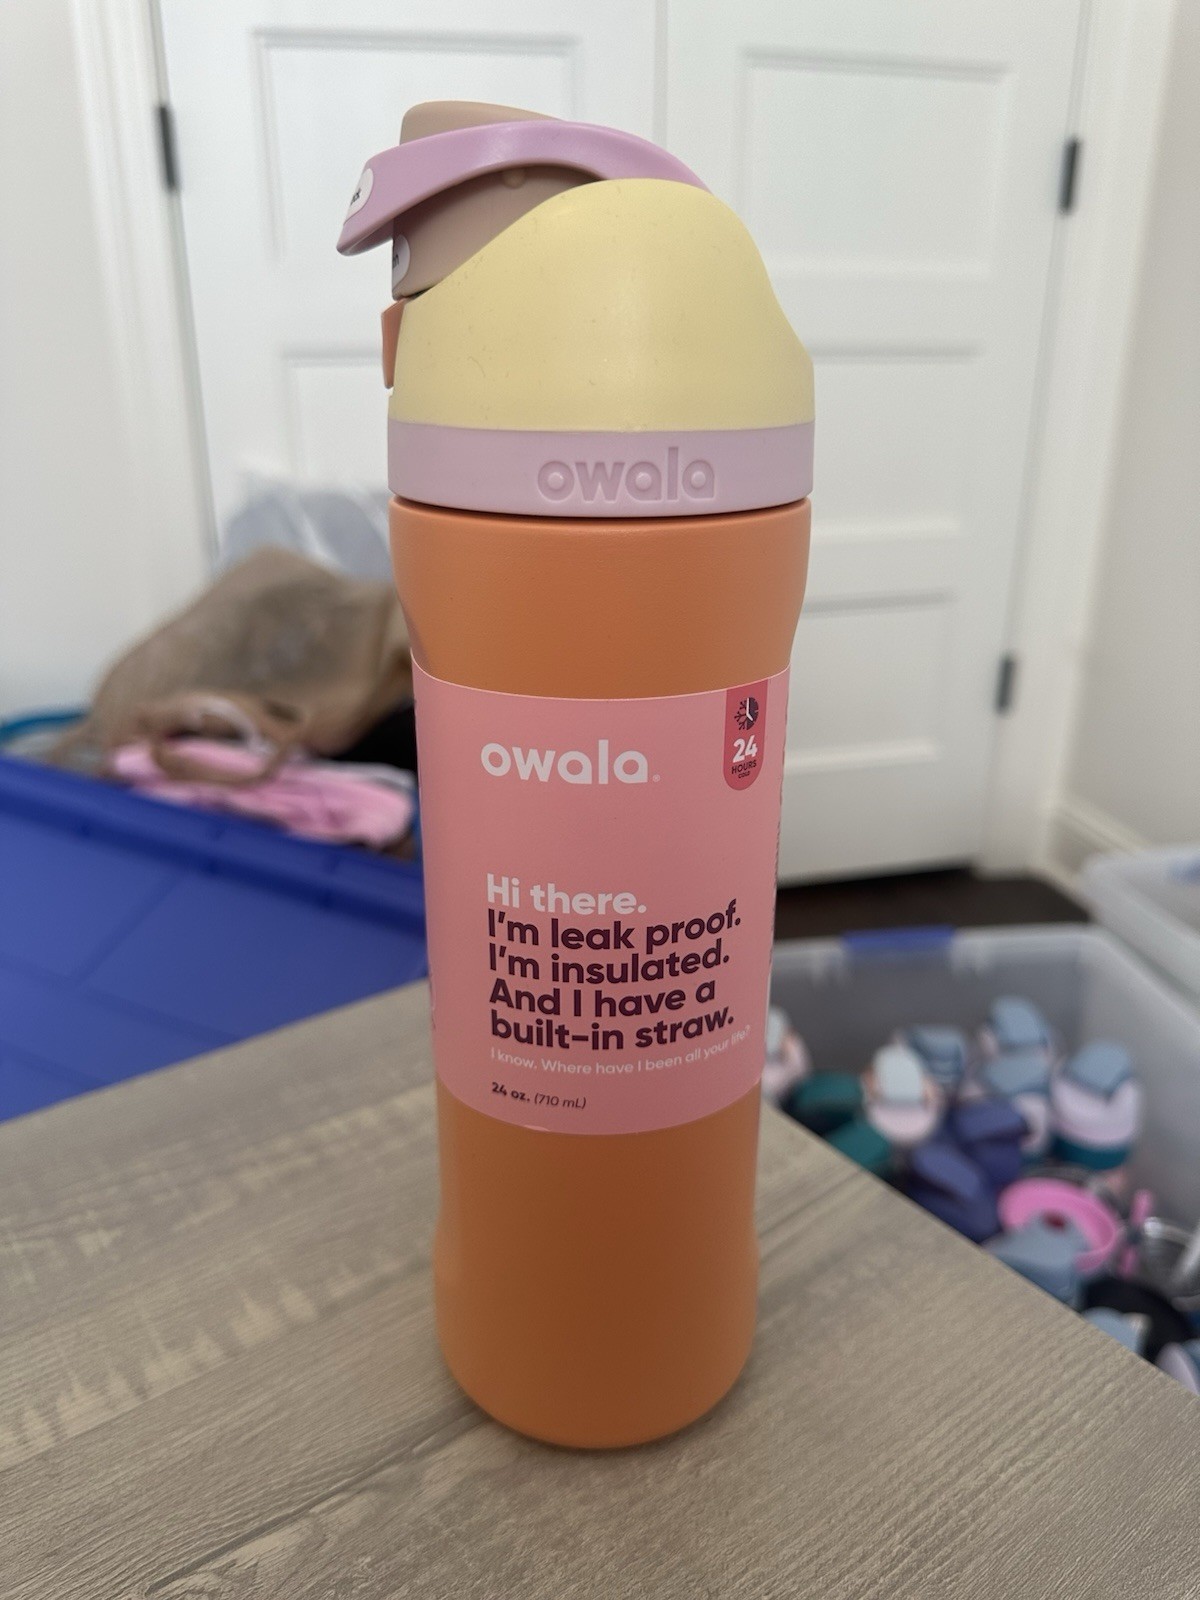 owala
owala.
24
HOURS
COLD
Hi there.
I'm leak proof.
I'm insulated.
And I have a
built-in straw.
I know, Where have I been all your life?
24 oz. (710 mL)